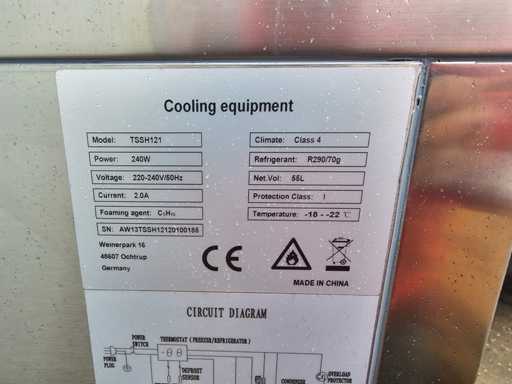 Cooling equipment
Model: TSSH121
Climate: Class 4
Power: 240W
Refrigerant: R290/70g
Voltage: 220-240V/50Hz
Net.Vol: 55L
Current: 2.0A
Protection Class: I
Foaming agent: C₅H₁₀
Temperature: -18 --22 ℃
SN: AW13TSSH12120100185
Weinerpark 16
48607 Ochtrup
Germany
CE
MADE IN CHINA
CIRCUIT DIAGRAM
POWER SWITCH
THERMOSTAT (FREEZER/REFRIGERATOR)
POWER PLUG
DEFROST SENSOR
CONDENSER
OVERLOAD PROTECTOR